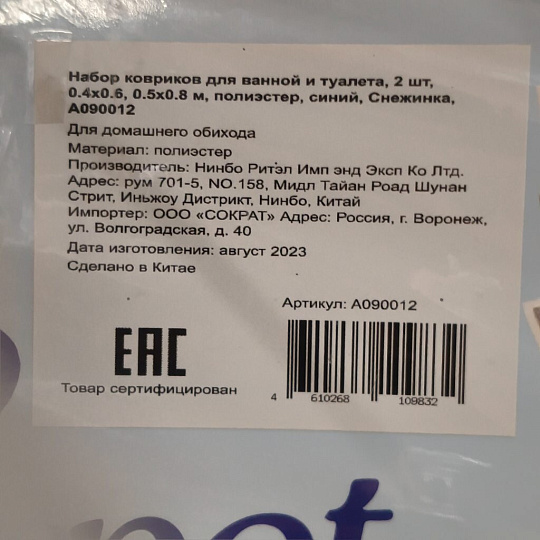 Набор ковриков для ванной и туалета, 2 шт,
0.4х0.6, 0.5х0.8 м, полиэстер, синий, Снежинка,
А090012
Для домашнего обихода
Материал: полиэстер
Производитель: Нинбо Ритэл Имп энд Эксп Ко Лтд.
Адрес: рум 701-5, NO.158, Мидл Тайан Роад Шунан
Стрит, Иньжоу Дистрикт, Нинбо, Китай
Импортер: ООО «СОКРАТ» Адрес: Россия, г. Воронеж,
ул. Волгоградская, д. 40
Дата изготовления: август 2023
Сделано в Китае
Артикул: А090012
EAC
Товар сертифицирован
4 610268 109832